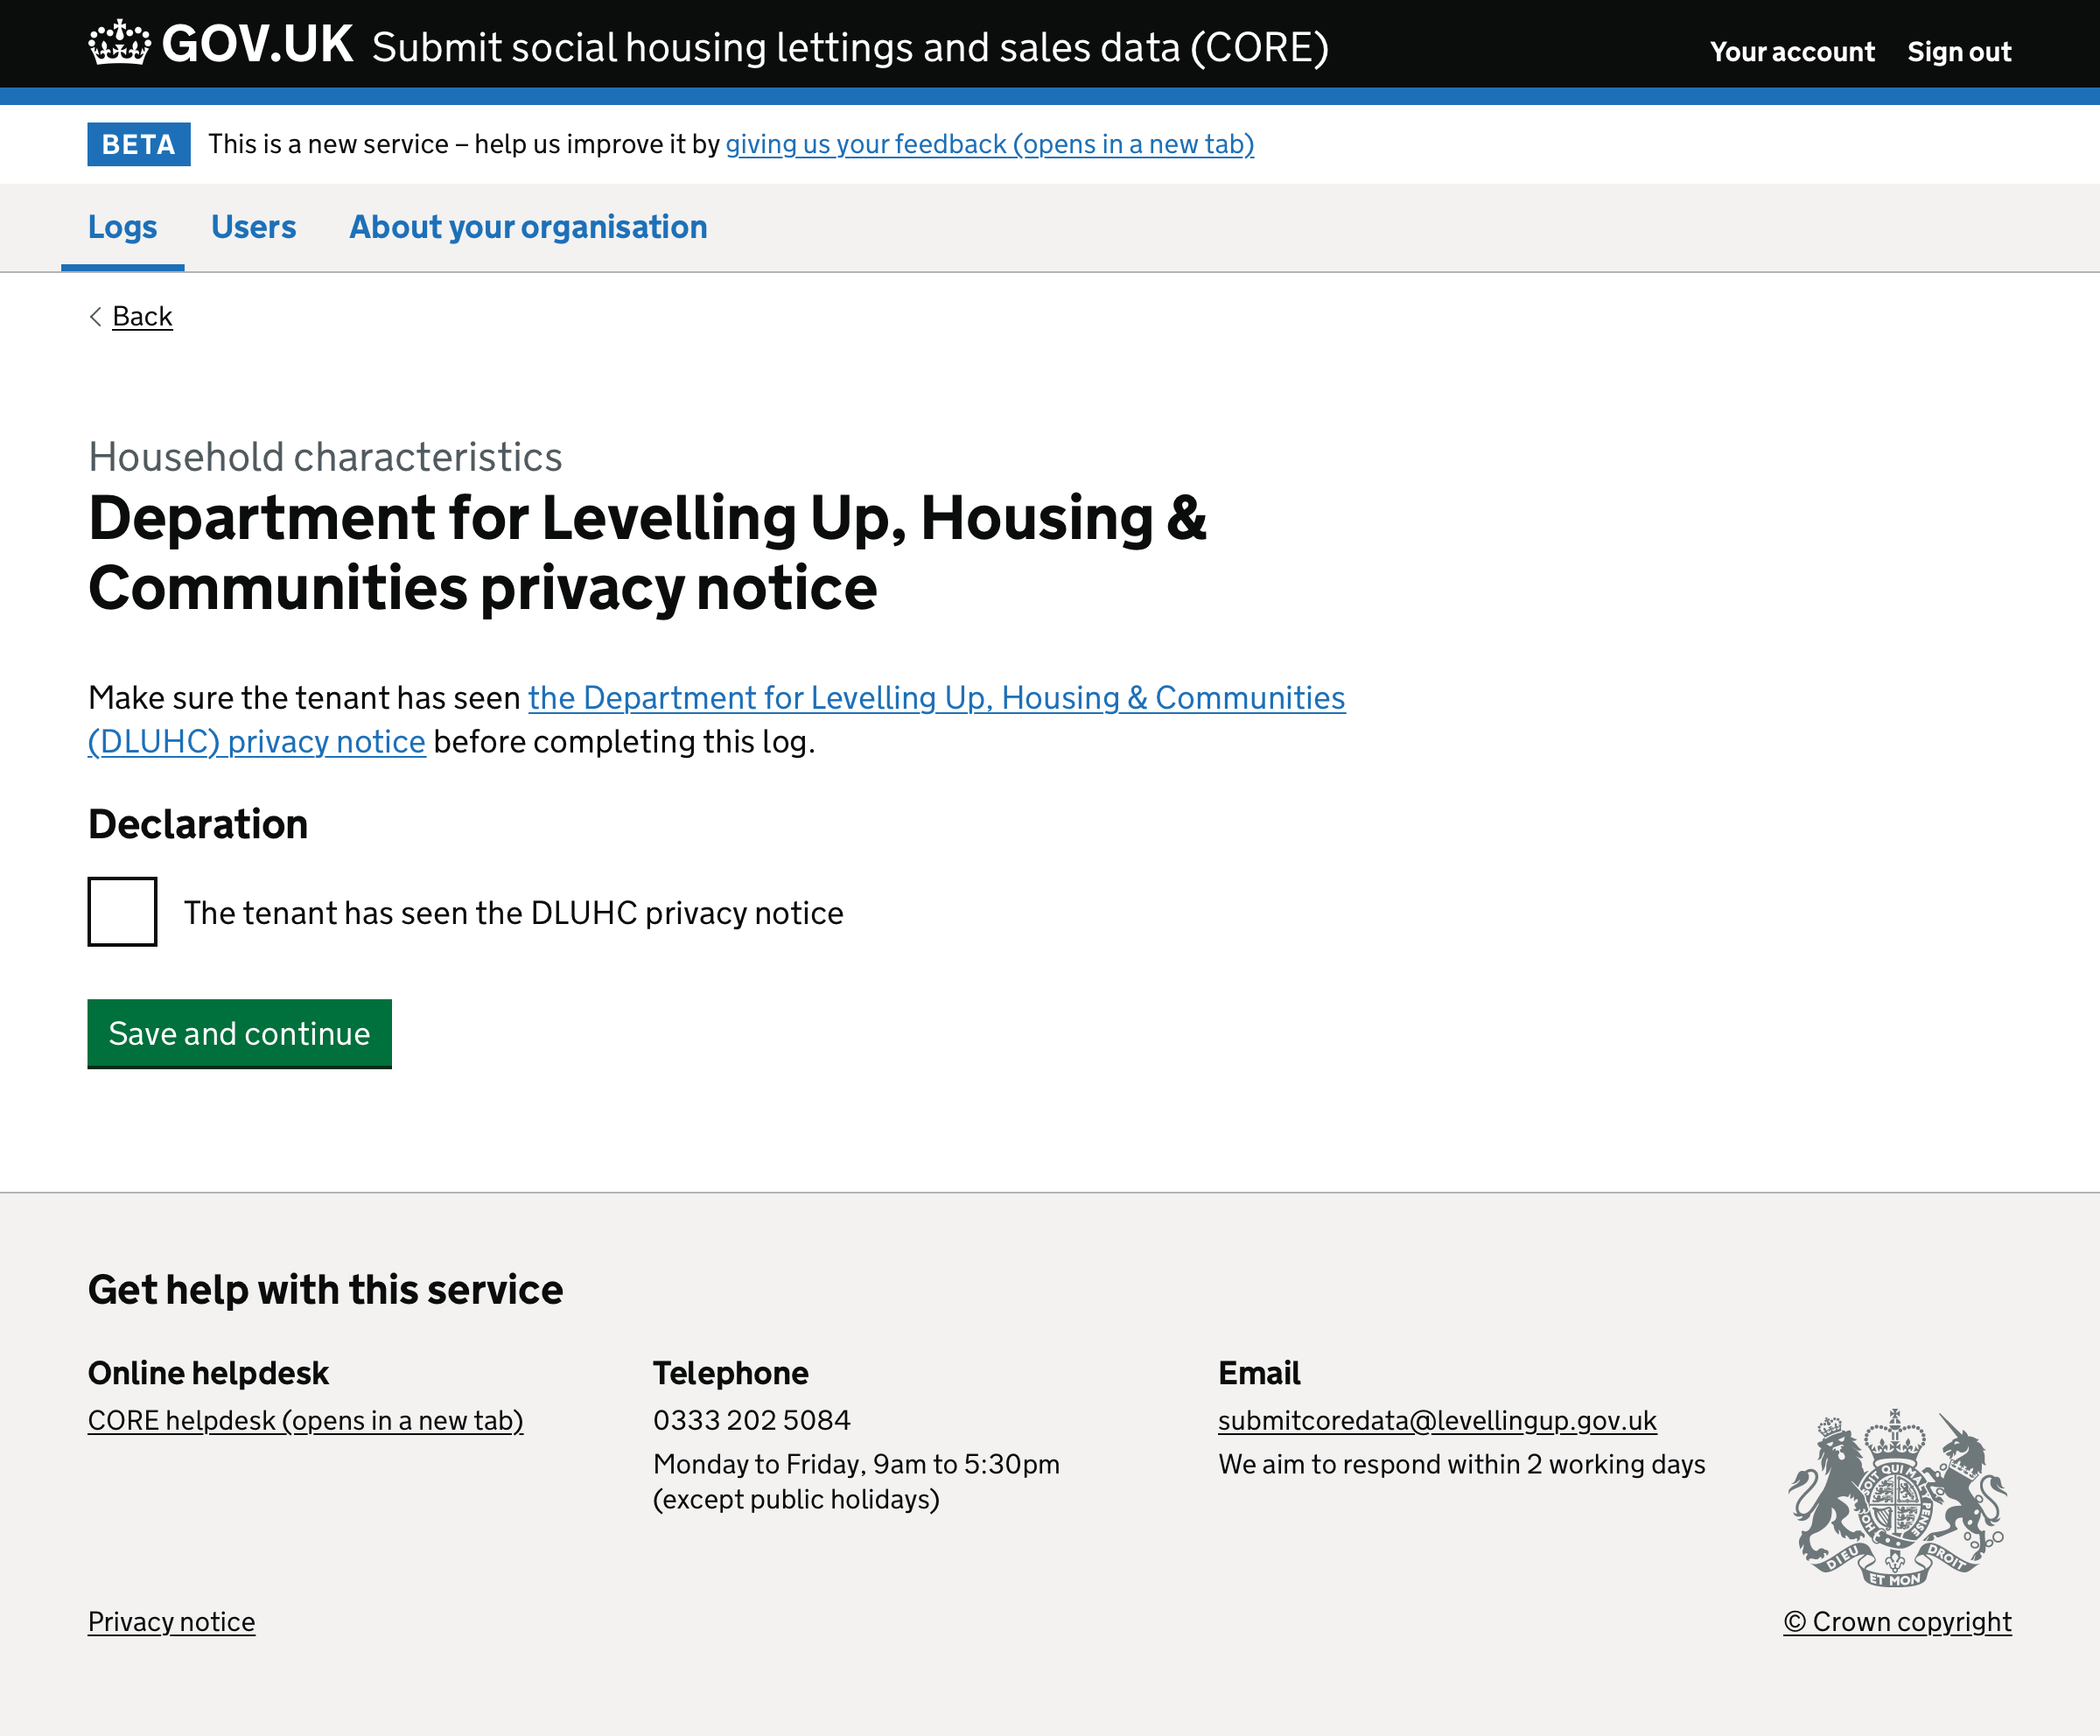 GOV.UK Submit social housing lettings and sales data (CORE)
Your account Sign out
BETA This is a new service – help us improve it by giving us your feedback (opens in a new tab)
Logs Users About your organisation
Back
Household characteristics
Department for Levelling Up, Housing &
Communities privacy notice
Make sure the tenant has seen the Department for Levelling Up, Housing & Communities
(DLUHC) privacy notice before completing this log.
Declaration
The tenant has seen the DLUHC privacy notice
Save and continue
Get help with this service
Online helpdesk
CORE helpdesk (opens in a new tab)
Telephone
0333 202 5084
Monday to Friday, 9am to 5:30pm
(except public holidays)
Email
submitcoredata@levellingup.gov.uk
We aim to respond within 2 working days
SOIT QUI MAL Y PENSE
DIEU ET MON DROIT
Privacy notice
© Crown copyright